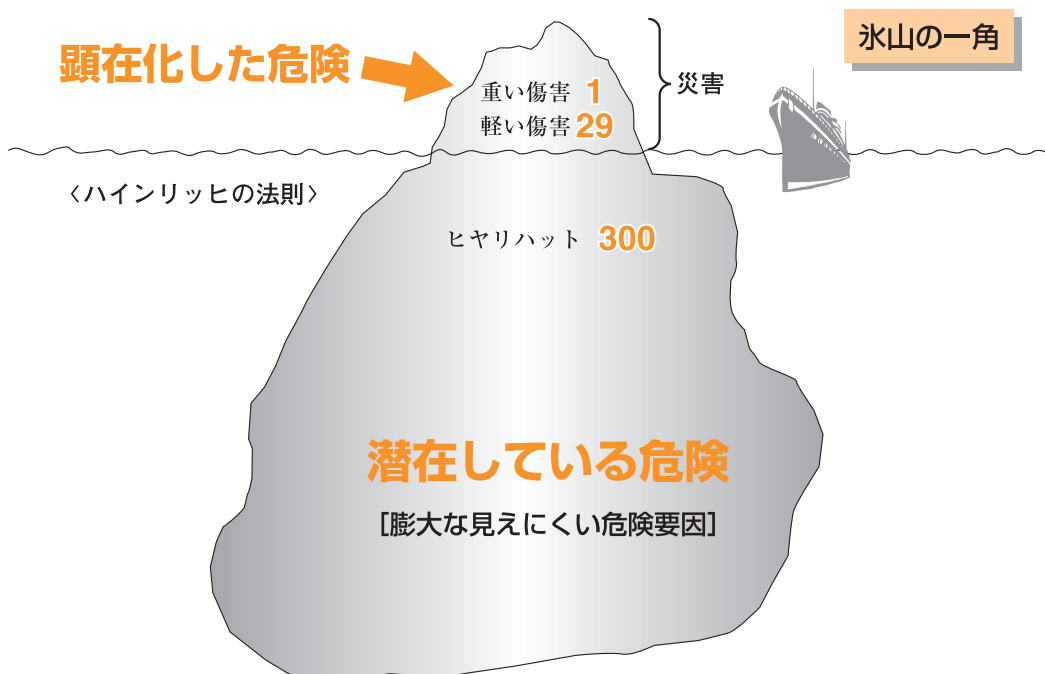 氷山の一角
顕在化した危険
重い傷害 1
軽い傷害 29
災害
〈ハインリッヒの法則〉
ヒヤリハット 300
潜在している危険
[膨大な見えにくい危険要因]